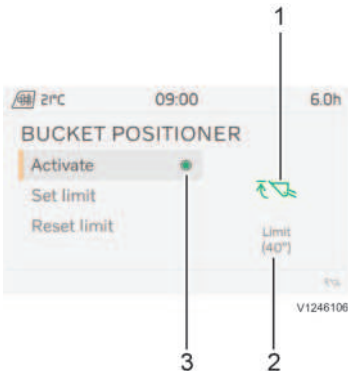 1
21°C 09:00 6.0h
BUCKET POSITIONER
Activate
Set limit
Reset limit
Limit
(40°)
V1246106
3 2